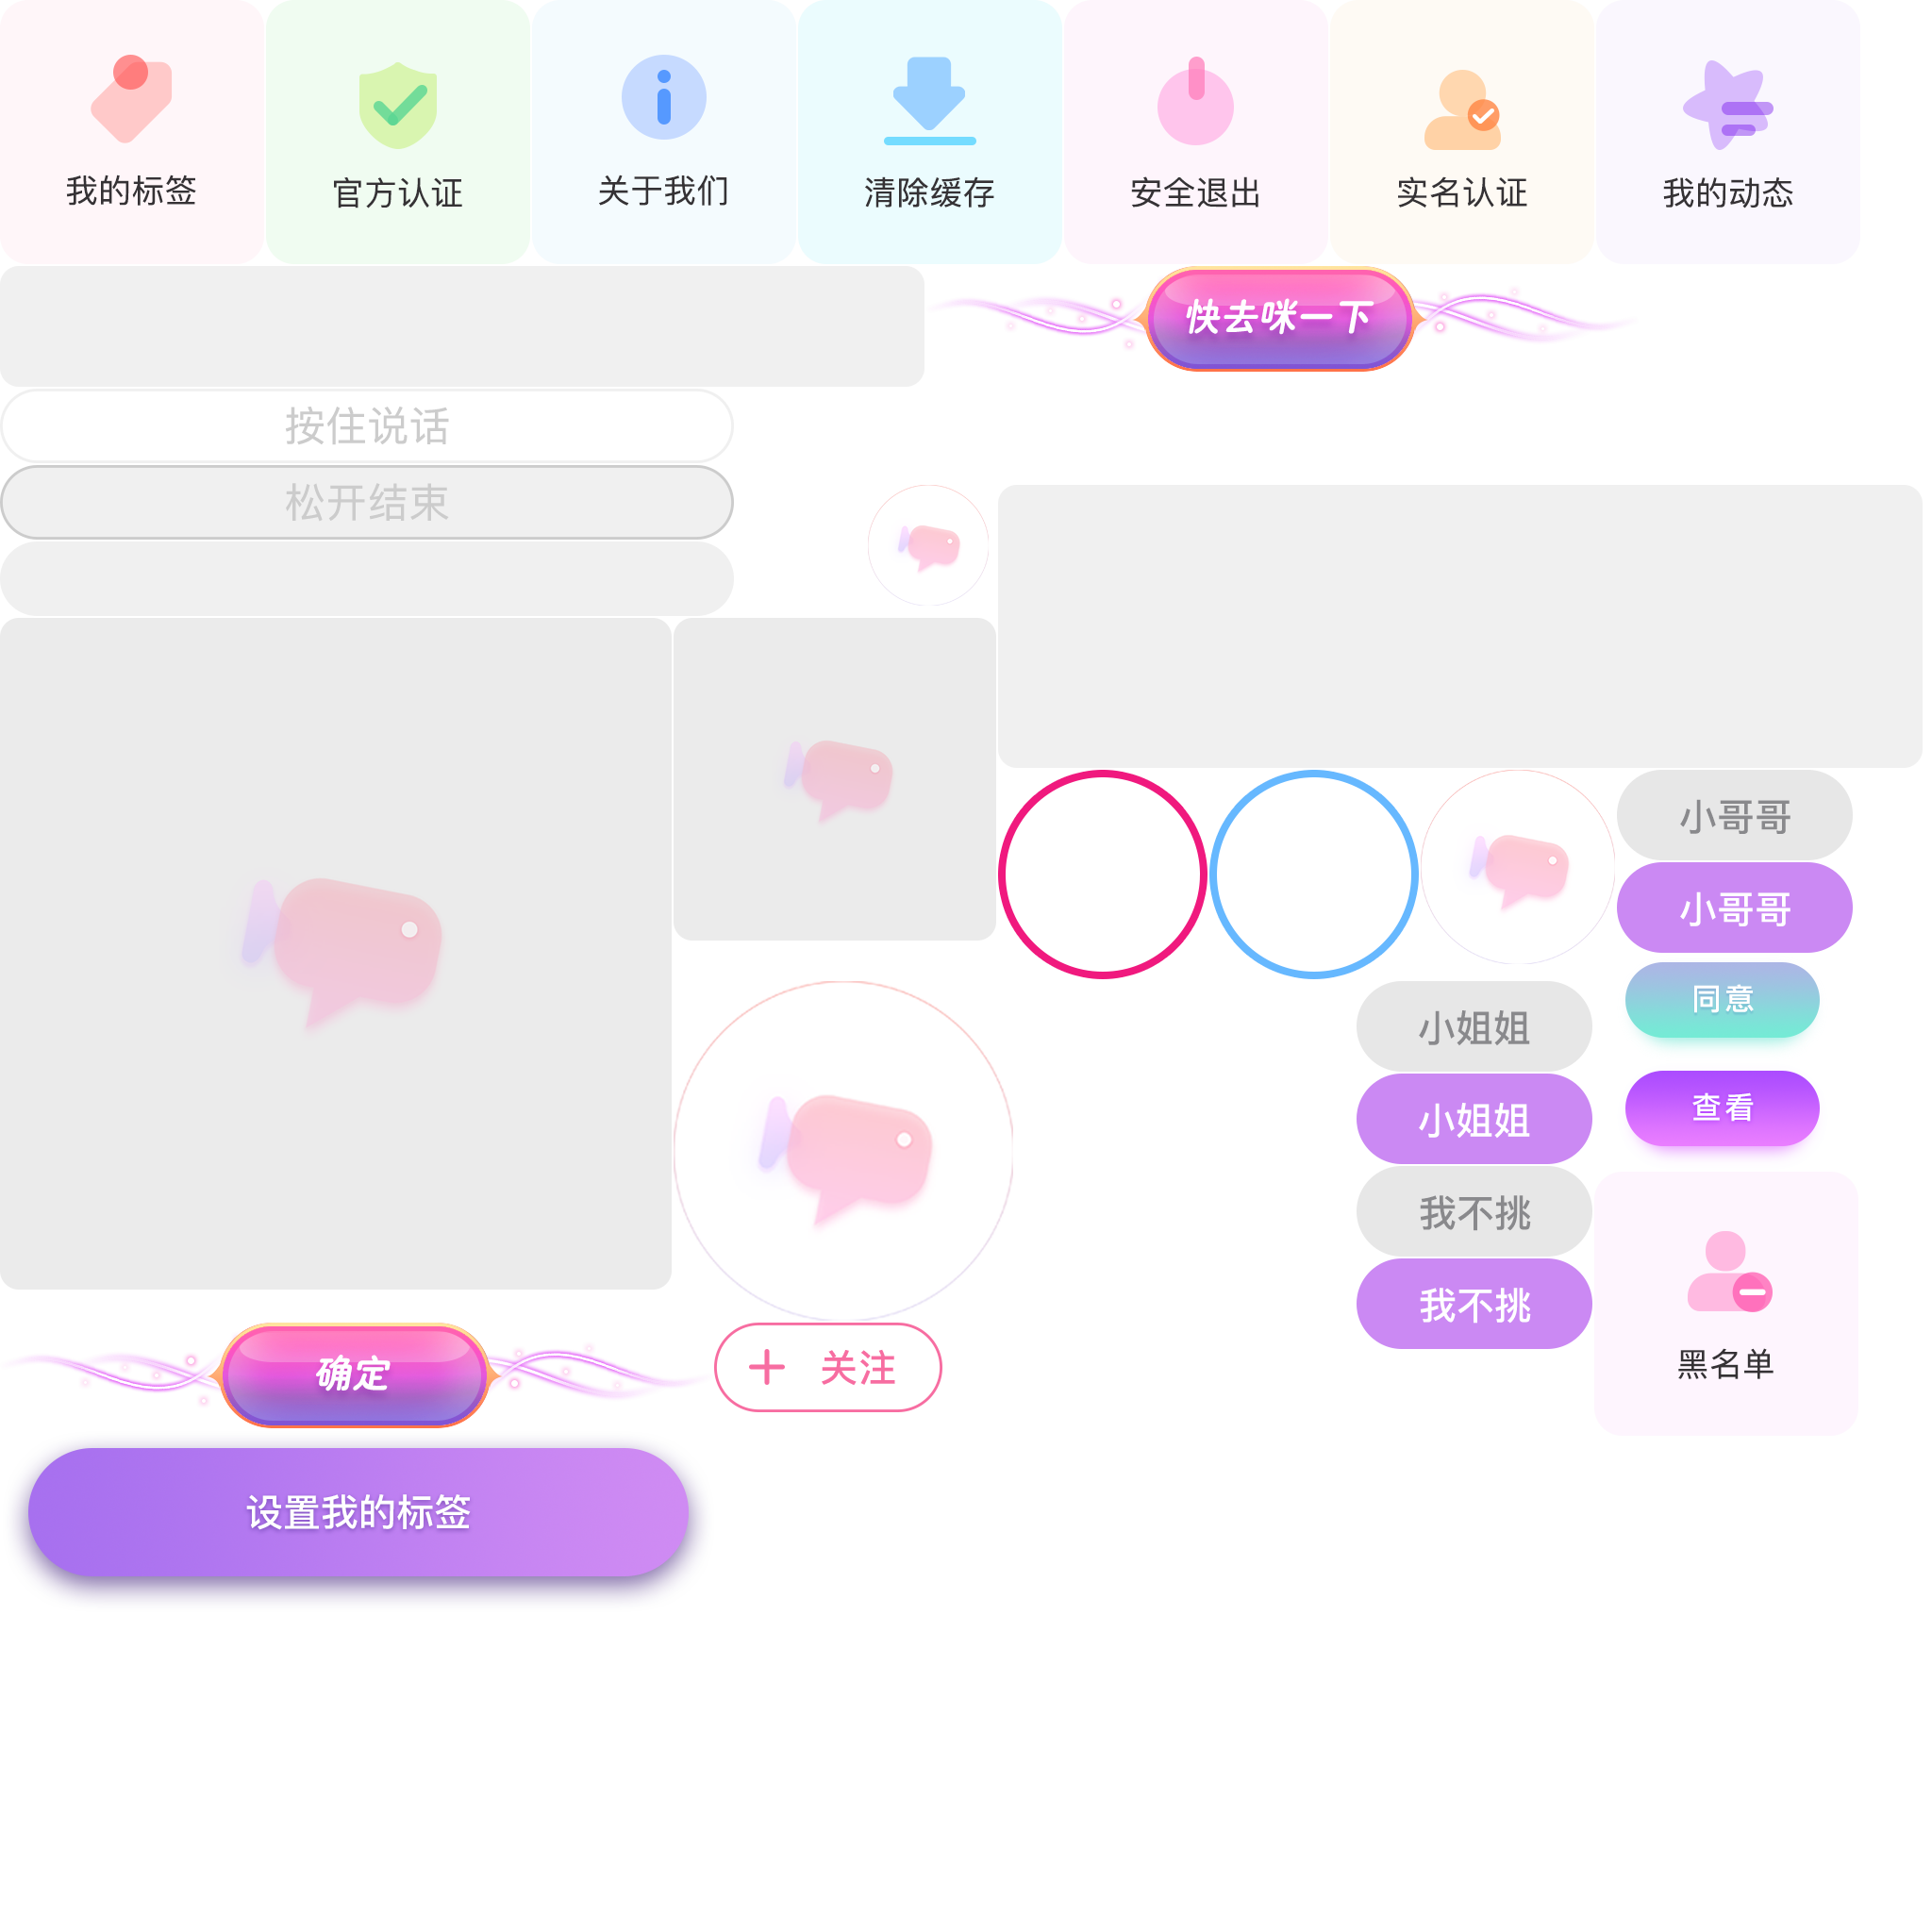 我的标签
官方认证
关于我们
清除缓存
安全退出
实名认证
我的动态
快去咪一下
按住说话
松开结束
小哥哥
小哥哥
同意
小姐姐
查看
小姐姐
我不挑
我不挑
黑名单
确定
关注
设置我的标签